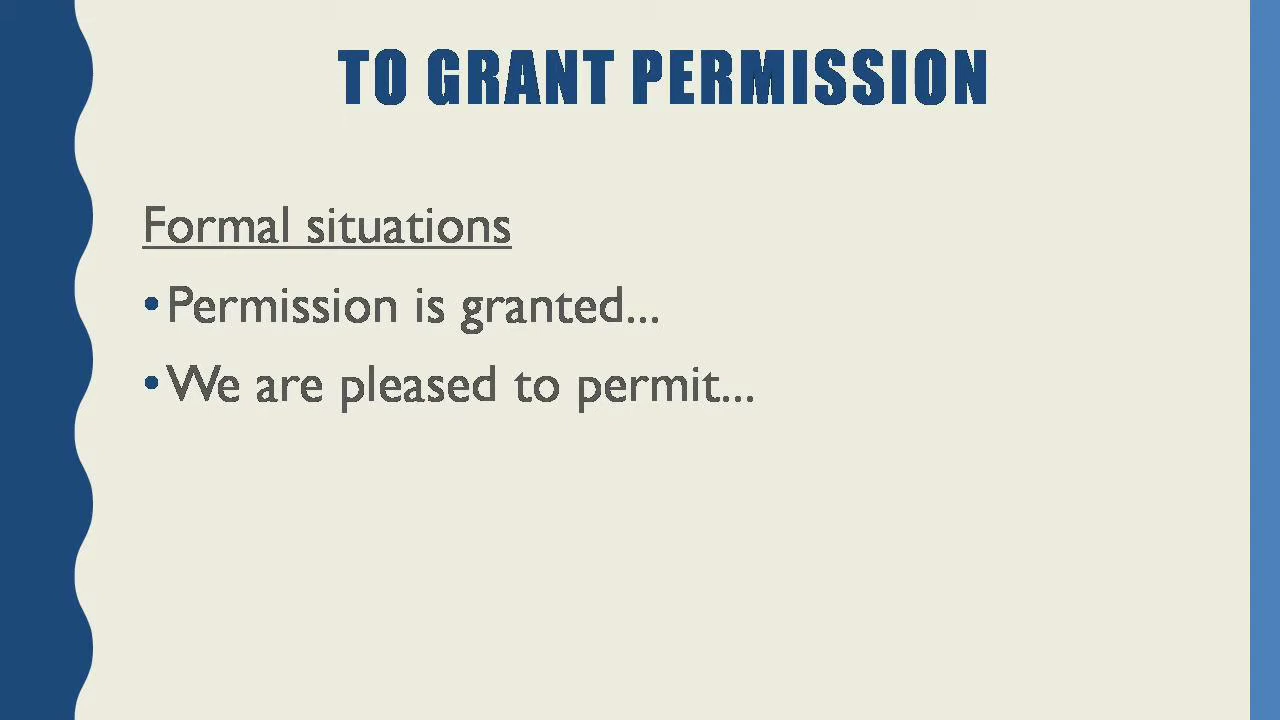 TO GRANT PERMISSION
Formal situations
•Permission is granted...
•We are pleased to permit...